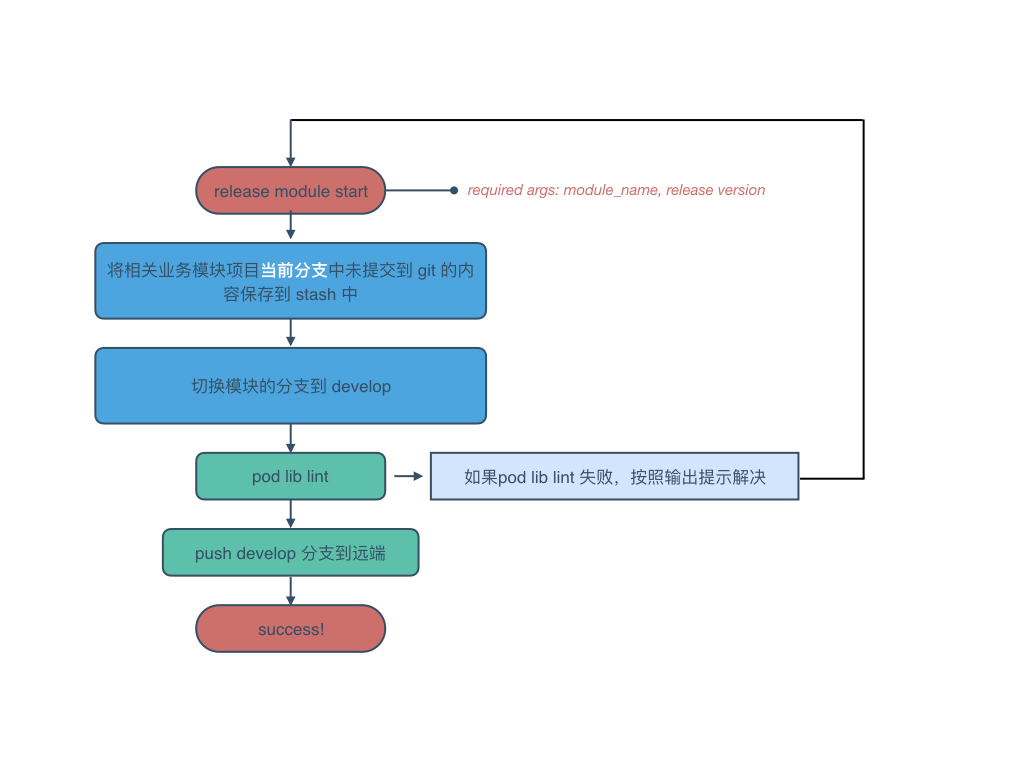 release module start
required args: module_name, release version
将相关业务模块项目当前分支中未提交到 git 的内
容保存到 stash 中
切换模块的分支到 develop
pod lib lint
如果pod lib lint 失败，按照输出提示解决
push develop 分支到远端
success!